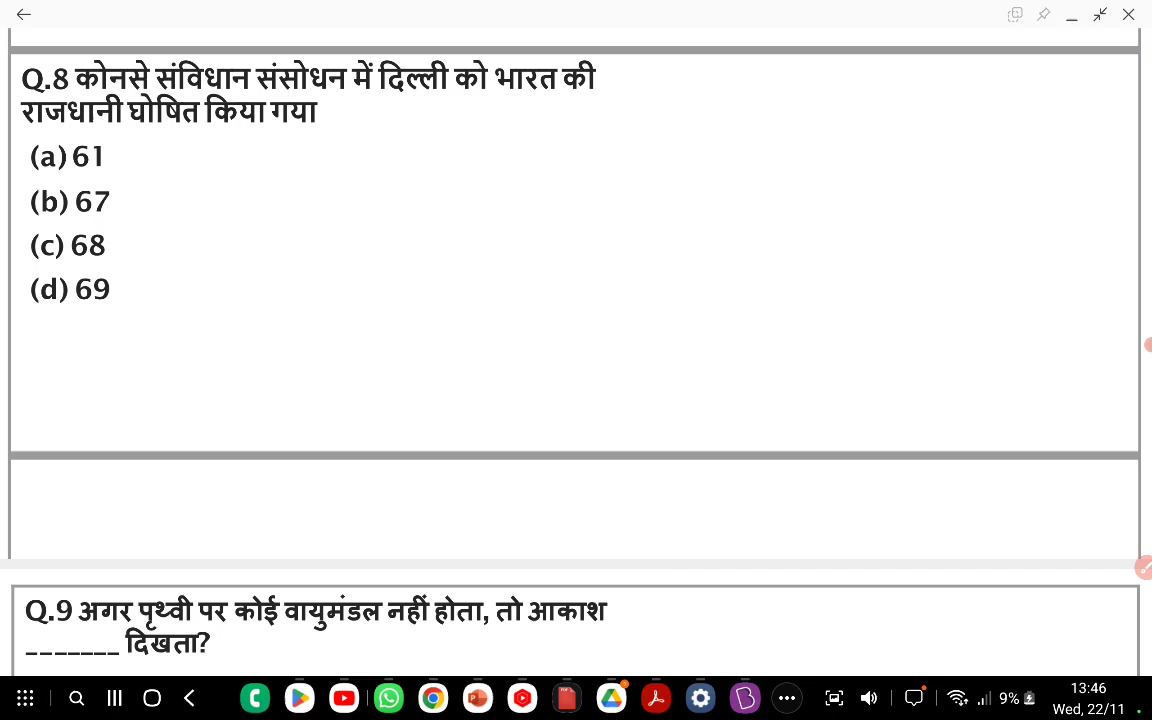 Q.8 कोनसे संविधान संसोधन में दिल्ली को भारत की
राजधानी घोषित किया गया
(a) 61
(b) 67
(c) 68
(d) 69
Q.9 अगर पृथ्वी पर कोई वायुमंडल नहीं होता, तो आकाश
_______ दिखता?
9%
13:46
Wed, 22/11